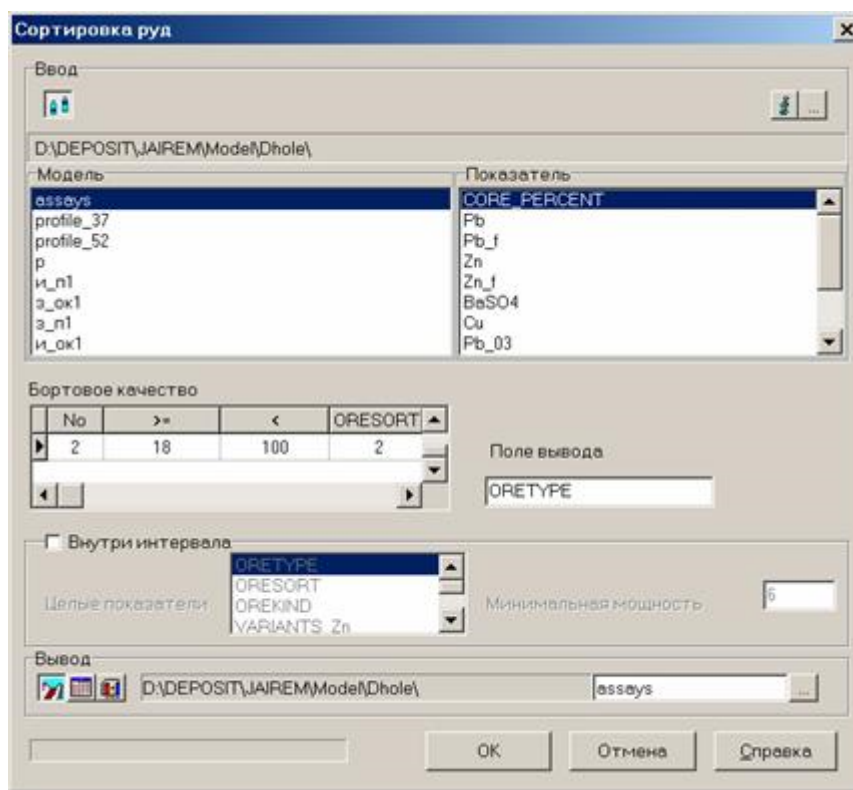 Сортировка руд
Ввод
...
D:\DEPOSIT\JAIREM\Model\Dhole\
Модель Показатель
assays CORE_PERCENT
profile_37 Pb
profile_52 Pb_f
р Zn
и_п1 Zn_f
з_ок1 BaSO4
з_п1 Cu
и_ок1 Pb_03
Бортовое качество
No >= < ORESORT
2 18 100 2
Поле вывода
ORETYPE
Внутри интервала
ORETYPE
ORESORT
OREKIND
VARIANTS_Zn
Целые показатели
Минимальная мощность 6
Вывод
D:\DEPOSIT\JAIREM\Model\Dhole\ assays ...
OK Отмена Справка